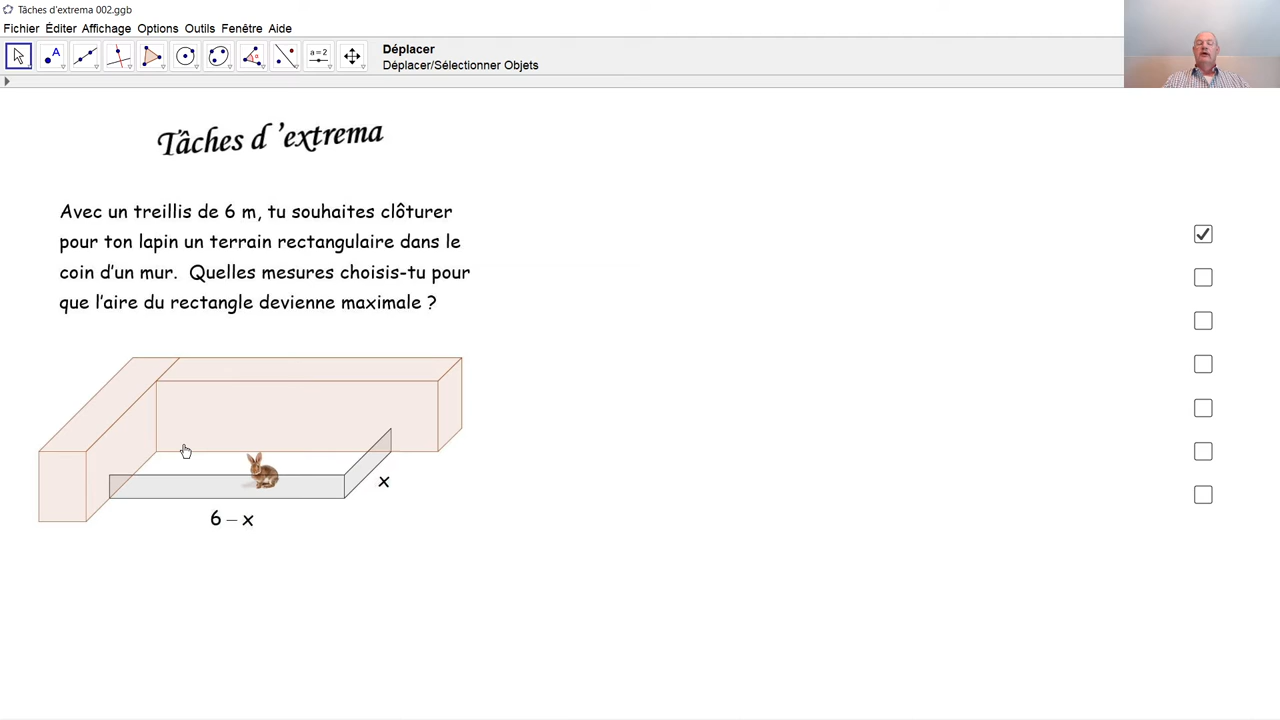 Tâches d'extrema 002.ggb
Fichier Éditer Affichage Options Outils Fenêtre Aide
A
a=2
Déplacer
Déplacer/Sélectionner Objets
Tâches d'extrema
Avec un treillis de 6 m, tu souhaites clôturer
pour ton lapin un terrain rectangulaire dans le
coin d'un mur. Quelles mesures choisis-tu pour
que l'aire du rectangle devienne maximale ?
x
6 – x